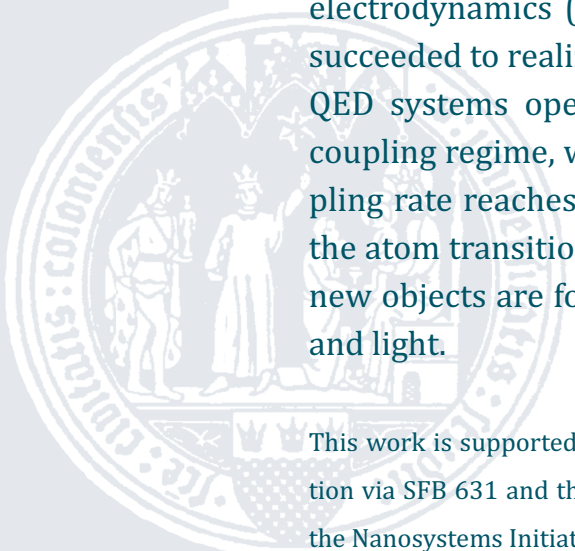 electrodynamics (
succeeded to reali
QED systems ope
coupling regime, w
pling rate reaches
the atom transitio
new objects are fo
and light.
This work is supported
tion via SFB 631 and th
the Nanosystems Initiat